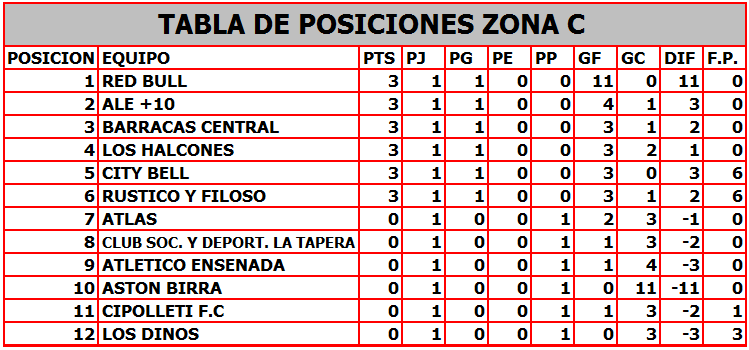 TABLA DE POSICIONES ZONA C
POSICION EQUIPO PTS PJ PG PE PP GF GC DIF F.P.
1 RED BULL 3 1 1 0 0 11 0 11 0
2 ALE +10 3 1 1 0 0 4 1 3 0
3 BARRACAS CENTRAL 3 1 1 0 0 3 1 2 0
4 LOS HALCONES 3 1 1 0 0 3 2 1 0
5 CITY BELL 3 1 1 0 0 3 0 3 6
6 RUSTICO Y FILOSO 3 1 1 0 0 3 1 2 6
7 ATLAS 0 1 0 0 1 2 3 -1 0
8 CLUB SOC. Y DEPORT. LA TAPERA 0 1 0 0 1 1 3 -2 0
9 ATLETICO ENSENADA 0 1 0 0 1 1 4 -3 0
10 ASTON BIRRA 0 1 0 0 1 0 11 -11 0
11 CIPOLLETI F.C 0 1 0 0 1 1 3 -2 1
12 LOS DINOS 0 1 0 0 1 0 3 -3 3